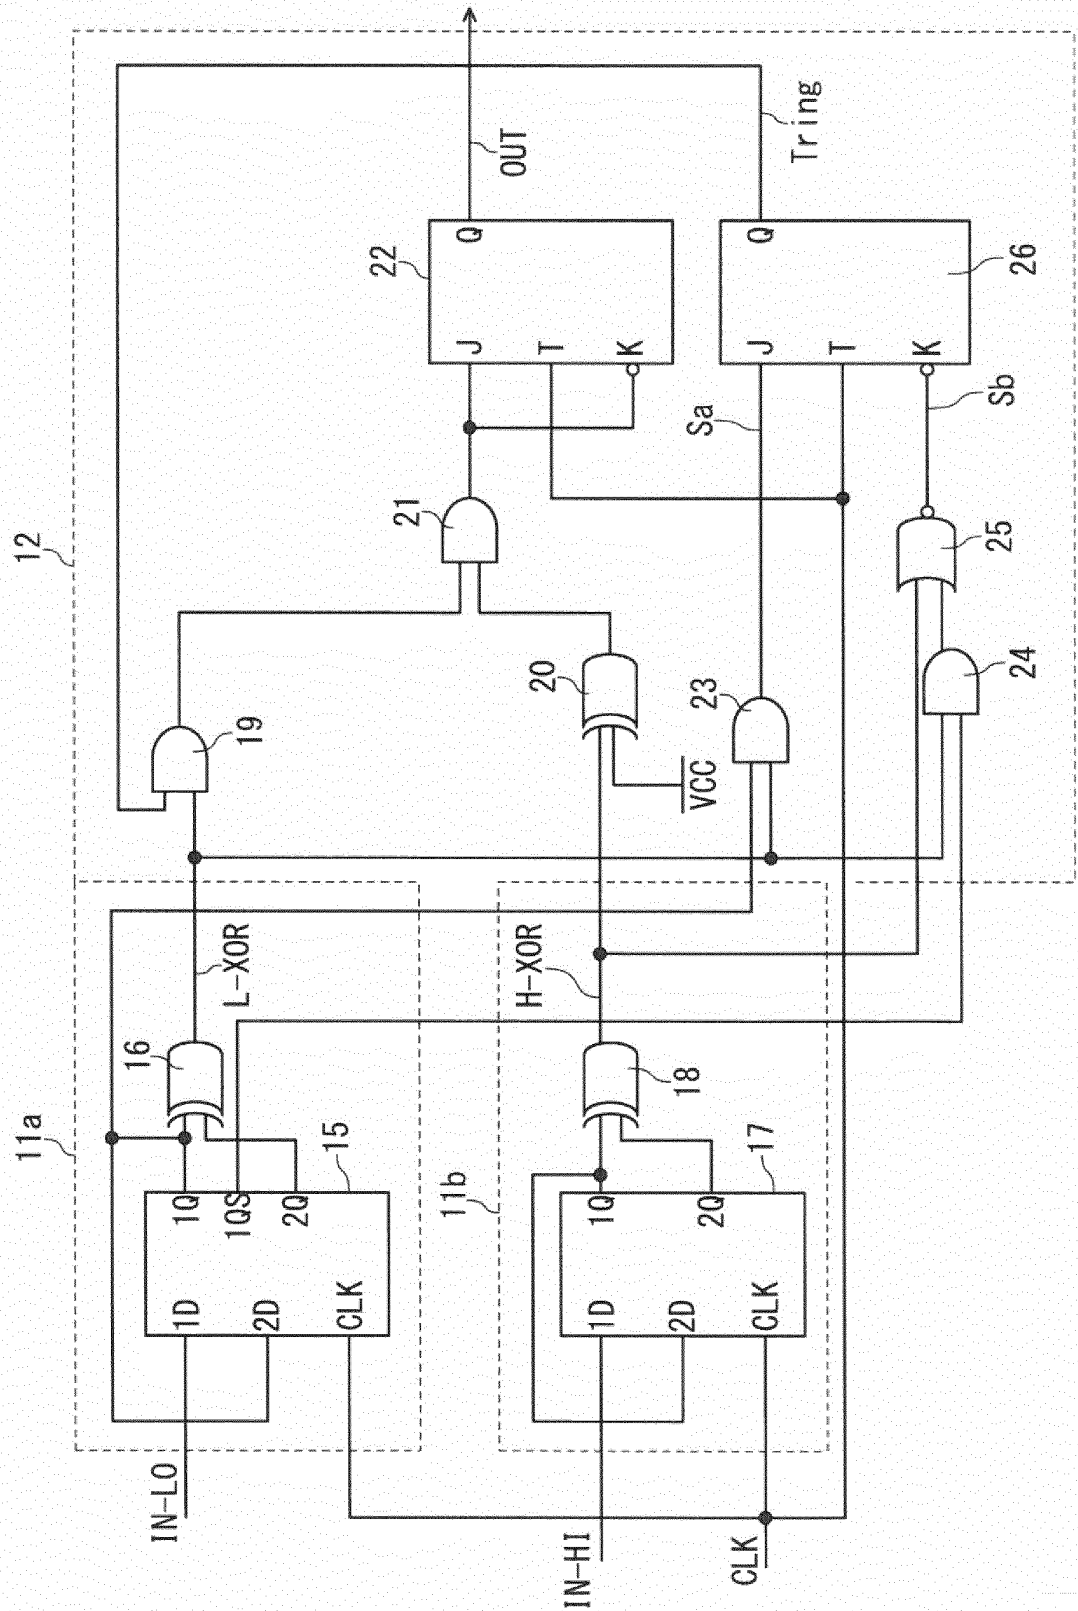 12
11a
IN-LO
1D
2D
CLK
1Q
1QS
2Q
15
16
L-XOR
19
21
22
J
T
K
Q
OUT
11b
IN-HI
CLK
1D
2D
CLK
1Q
2Q
17
18
H-XOR
20
VCC
23
24
25
Sa
Sb
J
T
K
Q
26
Tring